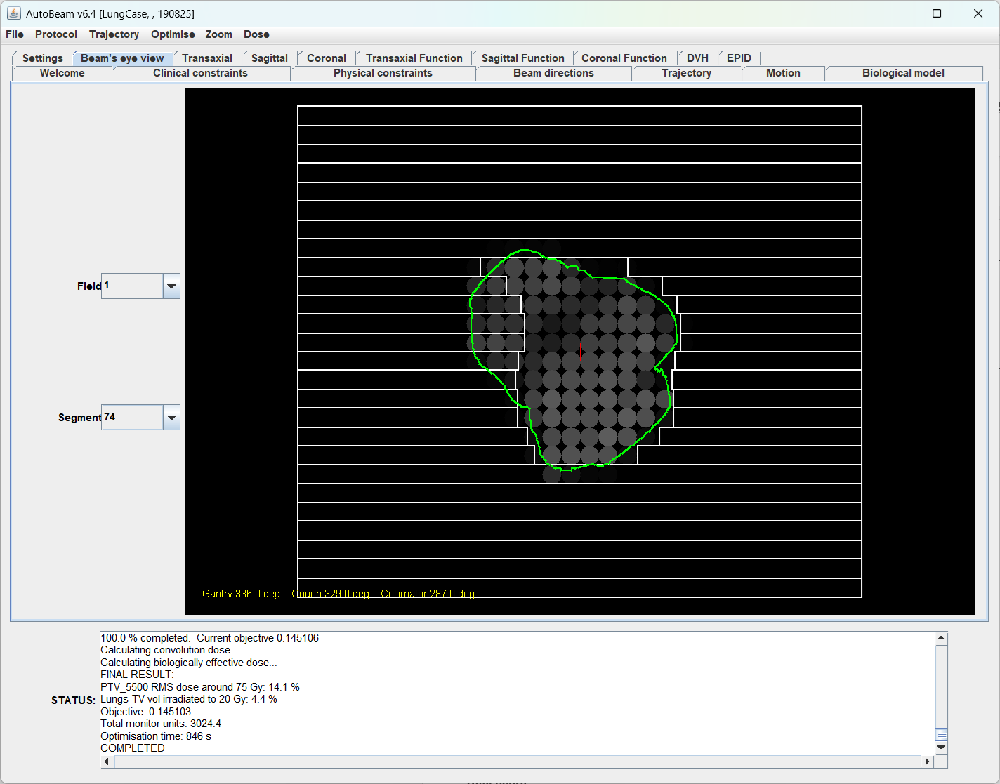 AutoBeam v6.4 [LungCase, , 190825]
File Protocol Trajectory Optimise Zoom Dose
Settings Beam's eye view Transaxial Sagittal Coronal Transaxial Function Sagittal Function Coronal Function DVH EPID
Welcome Clinical constraints Physical constraints Beam directions Trajectory Motion Biological model
Field 1
Segment 74
Gantry 336.0 deg Couch 329.0 deg Collimator 287.0 deg
STATUS:
100.0 % completed. Current objective 0.145106
Calculating convolution dose...
Calculating biologically effective dose...
FINAL RESULT:
PTV_5500 RMS dose around 75 Gy: 14.1 %
Lungs-TV vol irradiated to 20 Gy: 4.4 %
Objective: 0.145103
Total monitor units: 3024.4
Optimisation time: 846 s
COMPLETED